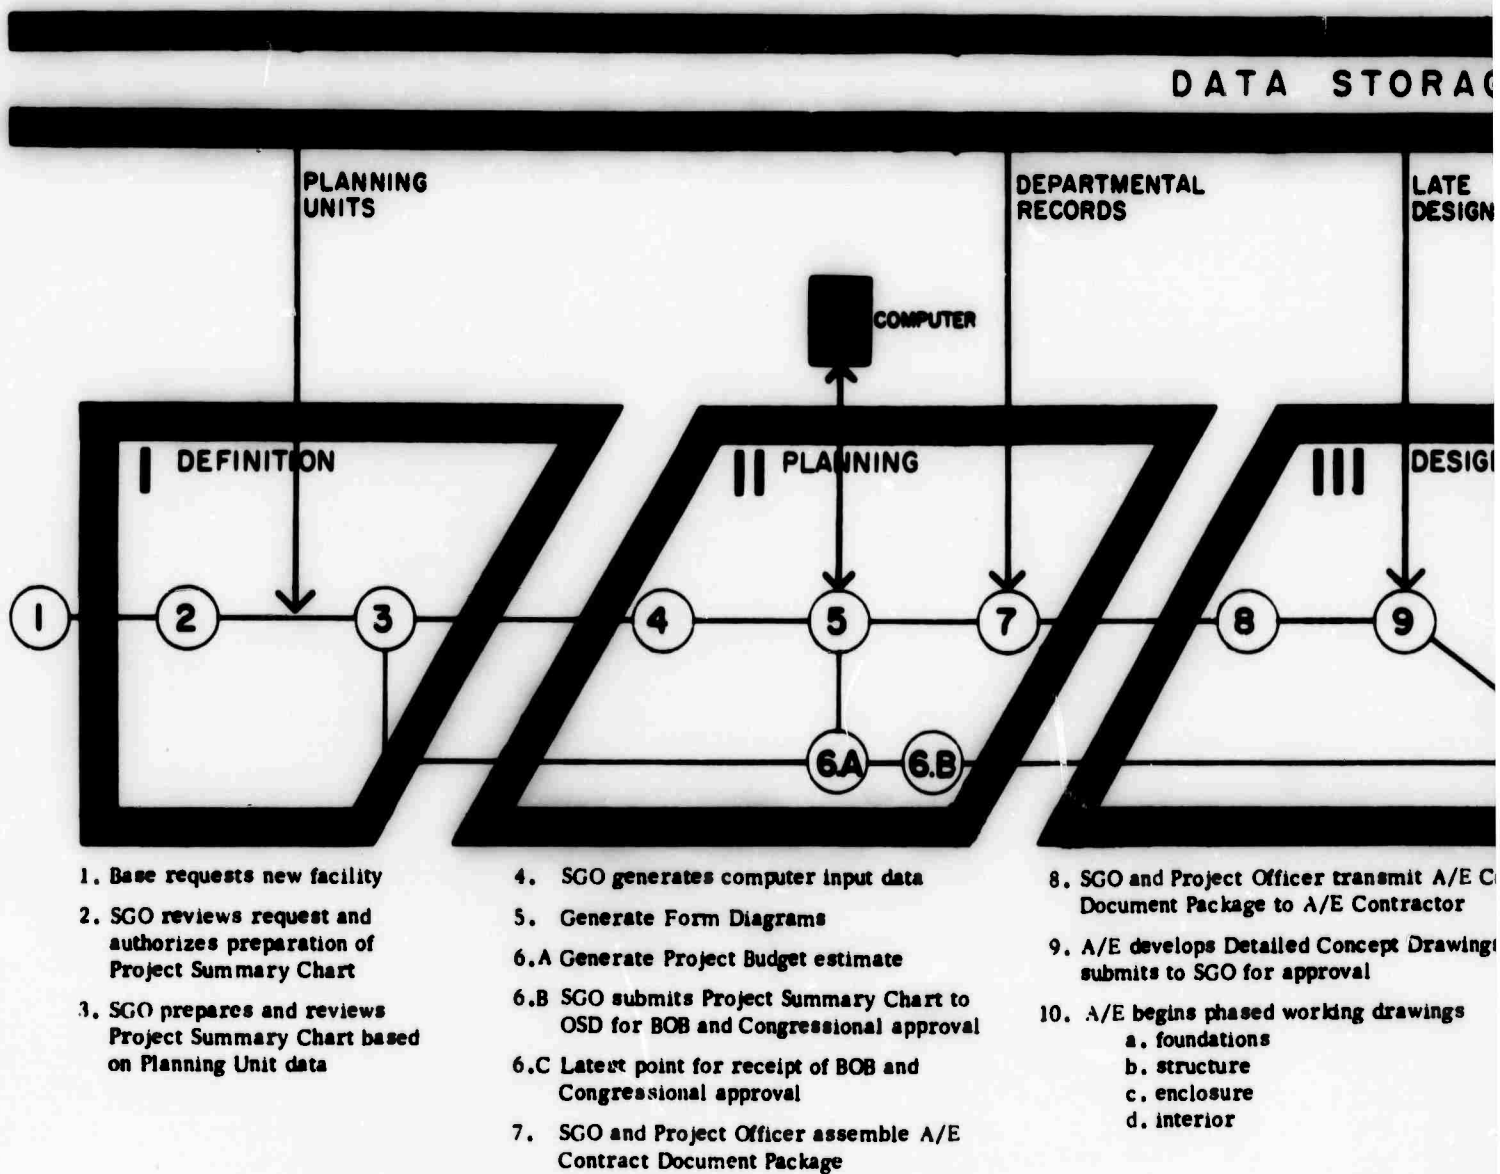 DATA STORAG
PLANNING
UNITS
DEPARTMENTAL
RECORDS
LATE
DESIGN
COMPUTER
I DEFINITION
II PLANNING
III DESIG
1 2 3 4 5 7 8 9
6.A 6.B
1. Base requests new facility
2. SGO reviews request and
authorizes preparation of
Project Summary Chart
3. SGO prepares and reviews
Project Summary Chart based
on Planning Unit data
4. SGO generates computer input data
5. Generate Form Diagrams
6.A Generate Project Budget estimate
6.B SGO submits Project Summary Chart to
OSD for BOB and Congressional approval
6.C Latest point for receipt of BOB and
Congressional approval
7. SGO and Project Officer assemble A/E
Contract Document Package
8. SGO and Project Officer transmit A/E C
Document Package to A/E Contractor
9. A/E develops Detailed Concept Drawings
submits to SGO for approval
10. A/E begins phased working drawings
a. foundations
b. structure
c. enclosure
d. interior